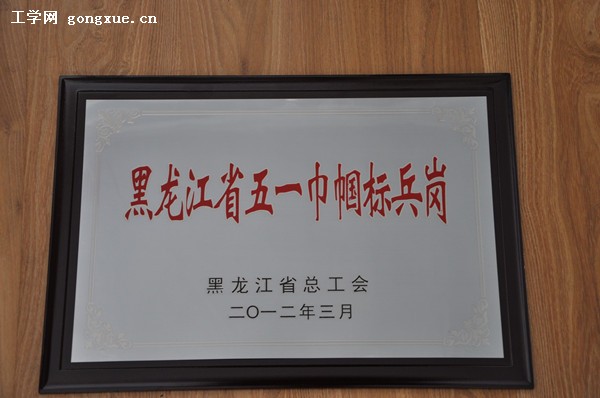 工学网 gongxue.cn
黑龙江省五一巾帼标兵岗
黑龙江省总工会
二〇一二年三月